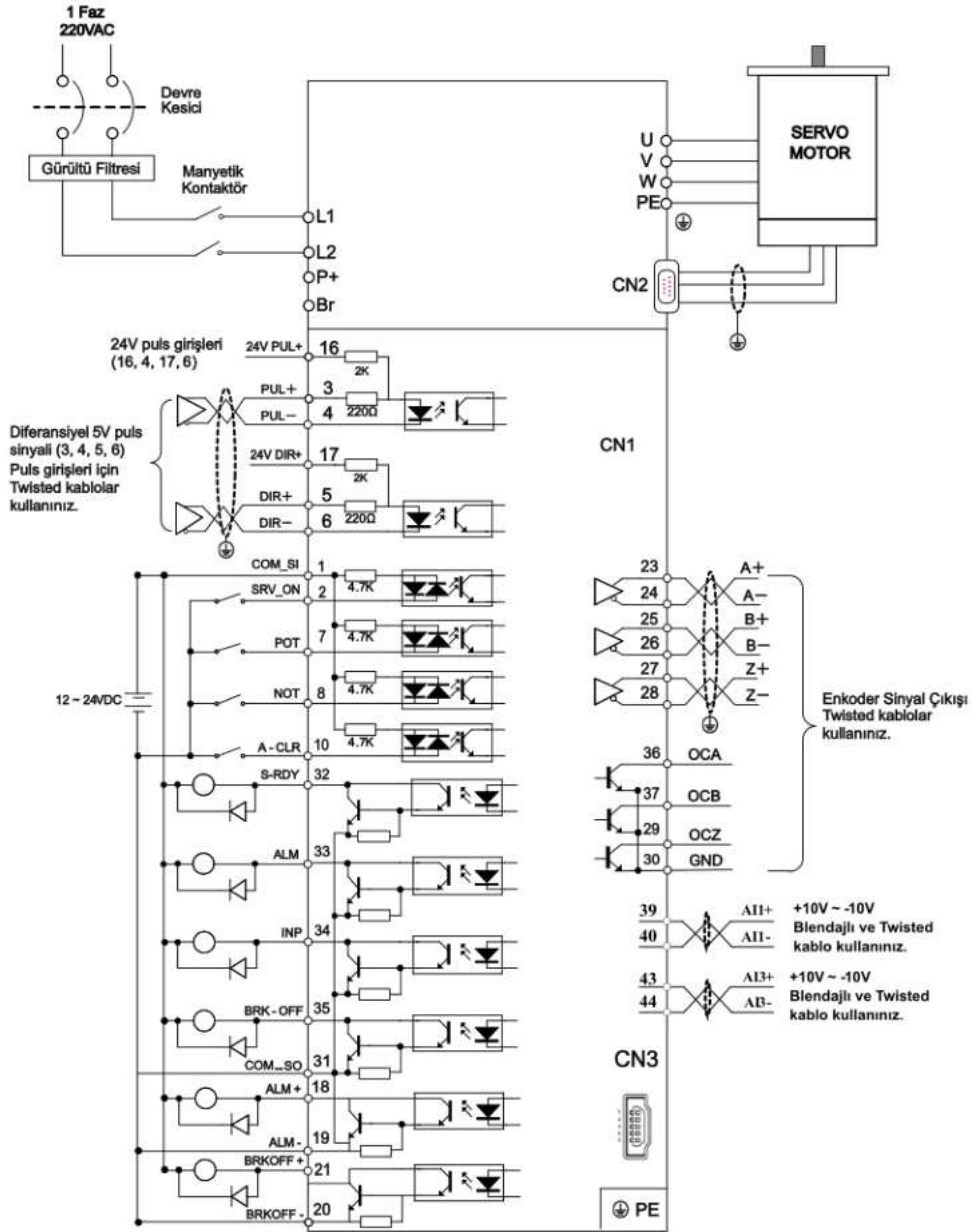 1 Faz
220VAC
Devre
Kesici
Gürültü Filtresi
Manyetik
Kontaktör
L1
L2
P+
Br
U
V
W
PE
SERVO
MOTOR
CN2
24V puls girişleri
(16, 4, 17, 6)
24V PUL+ 16
2K
PUL+ 3
220Ω
PUL− 4
Diferansiyel 5V puls
sinyali (3, 4, 5, 6)
Puls girişleri için
Twisted kablolar
kullanınız.
24V DIR+ 17
2K
DIR+ 5
220Ω
DIR− 6
CN1
COM_SI 1
4.7K
SRV_ON 2
POT 7
4.7K
NOT 8
4.7K
12 ~ 24VDC
A-CLR 10
4.7K
S-RDY 32
ALM 33
INP 34
BRK-OFF 35
COM_SO 31
ALM + 18
ALM - 19
BRKOFF + 21
BRKOFF - 20
23 A+
24 A−
25 B+
26 B−
27 Z+
28 Z−
Enkoder Sinyal Çıkışı
Twisted kablolar
kullanınız.
36 OCA
37 OCB
29 OCZ
30 GND
39 AI1+
40 AI1-
+10V ~ -10V
Blendajlı ve Twisted
kablo kullanınız.
43 AI3+
44 AI3-
+10V ~ -10V
Blendajlı ve Twisted
kablo kullanınız.
CN3
PE